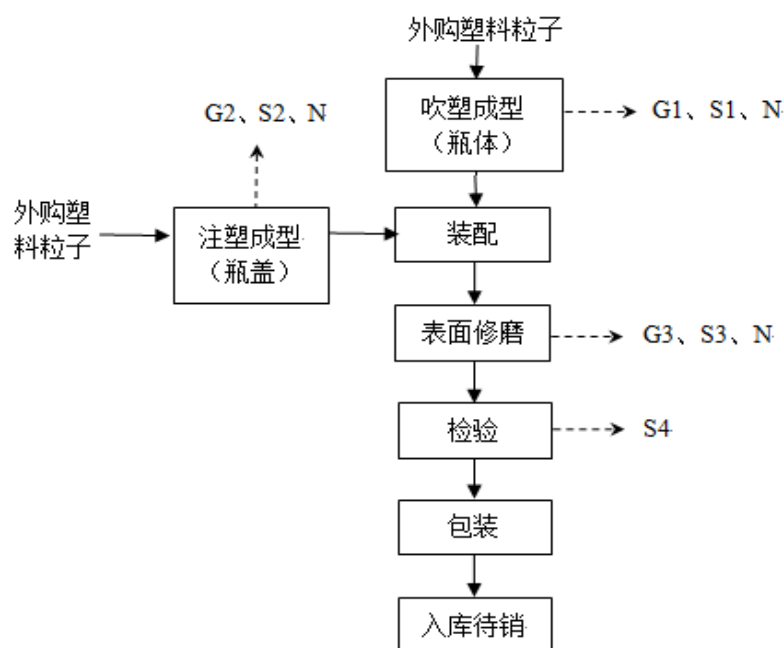 外购塑料粒子
吹塑成型
（瓶体）
G1、S1、N
G2、S2、N
外购塑
料粒子
注塑成型
（瓶盖）
装配
表面修磨
G3、S3、N
检验
S4
包装
入库待销